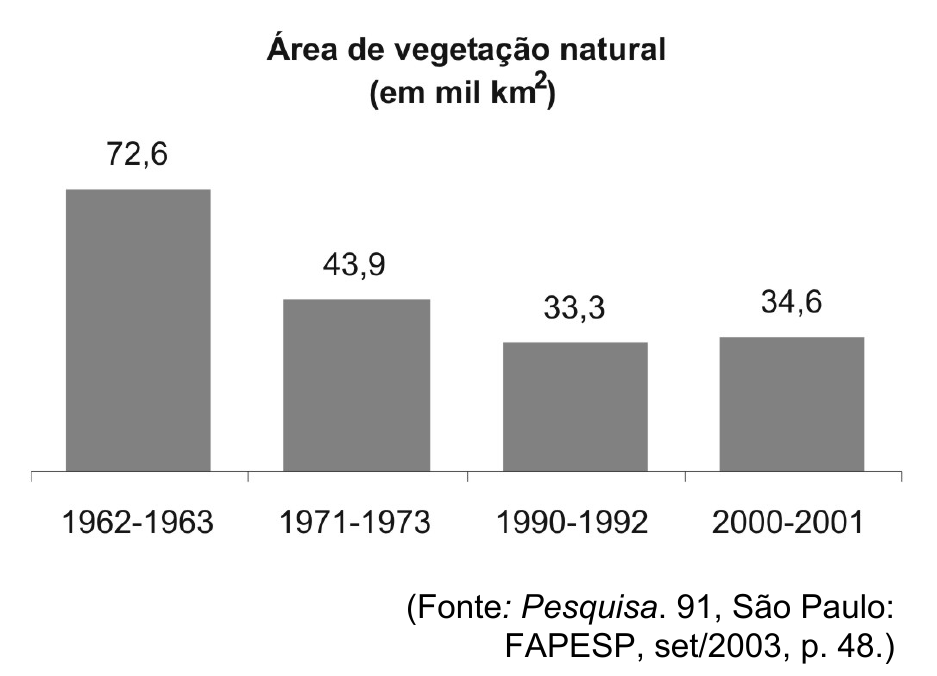 Área de vegetação natural
(em mil km²)
72,6
43,9
33,3
34,6
1962-1963
1971-1973
1990-1992
2000-2001
(Fonte: Pesquisa. 91, São Paulo:
FAPESP, set/2003, p. 48.)